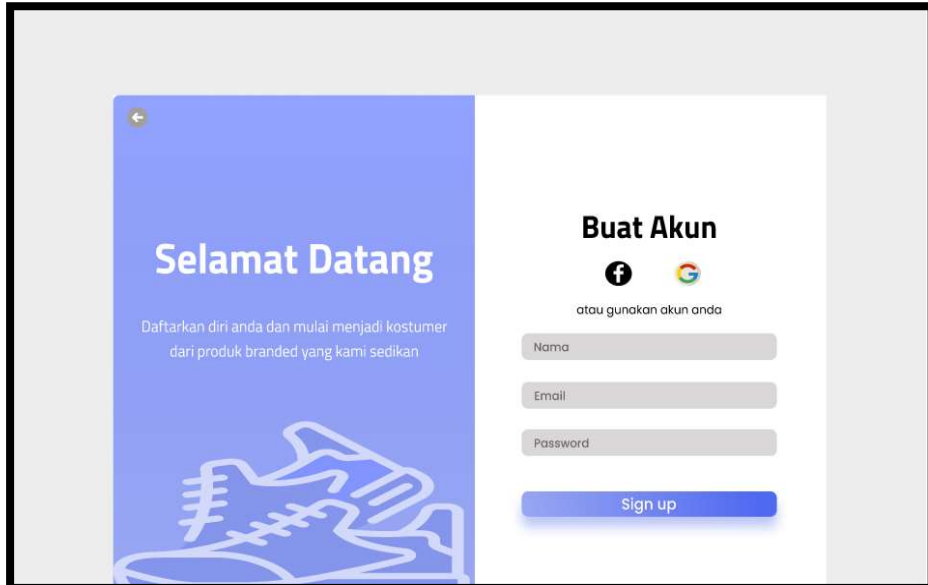 Selamat Datang
Daftarkan diri anda dan mulai menjadi kostumer
dari produk branded yang kami sedikan
Buat Akun
atau gunakan akun anda
Nama
Email
Password
Sign up